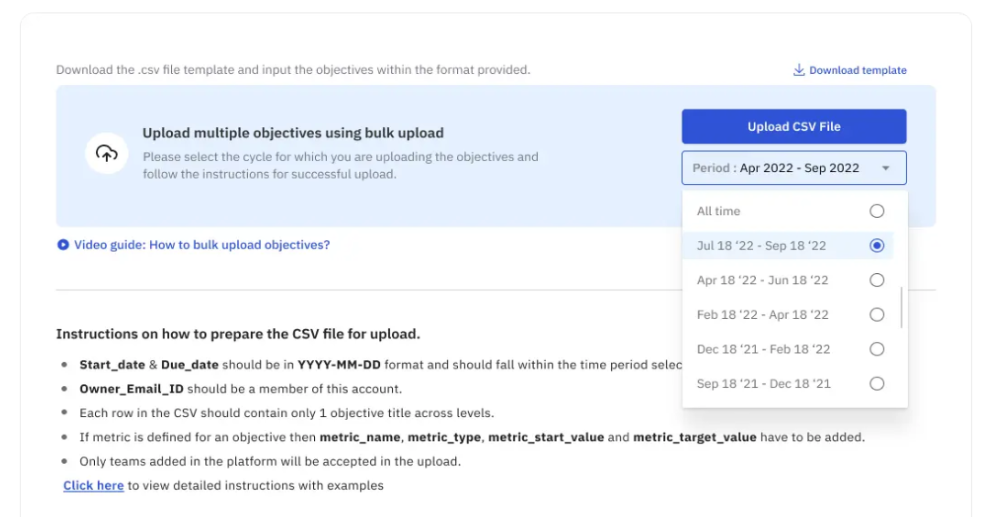 Download the .csv file template and input the objectives within the format provided.
Download template
Upload multiple objectives using bulk upload
Please select the cycle for which you are uploading the objectives and
follow the instructions for successful upload.
Upload CSV File
Period : Apr 2022 - Sep 2022
All time
Jul 18 ‘22 - Sep 18 ‘22
Apr 18 ‘22 - Jun 18 ‘22
Feb 18 ‘22 - Apr 18 ‘22
Dec 18 ‘21 - Feb 18 ‘22
Sep 18 ‘21 - Dec 18 ‘21
Video guide: How to bulk upload objectives?
Instructions on how to prepare the CSV file for upload.
Start_date & Due_date should be in YYYY-MM-DD format and should fall within the time period selec
Owner_Email_ID should be a member of this account.
Each row in the CSV should contain only 1 objective title across levels.
If metric is defined for an objective then metric_name, metric_type, metric_start_value and metric_target_value have to be added.
Only teams added in the platform will be accepted in the upload.
Click here to view detailed instructions with examples